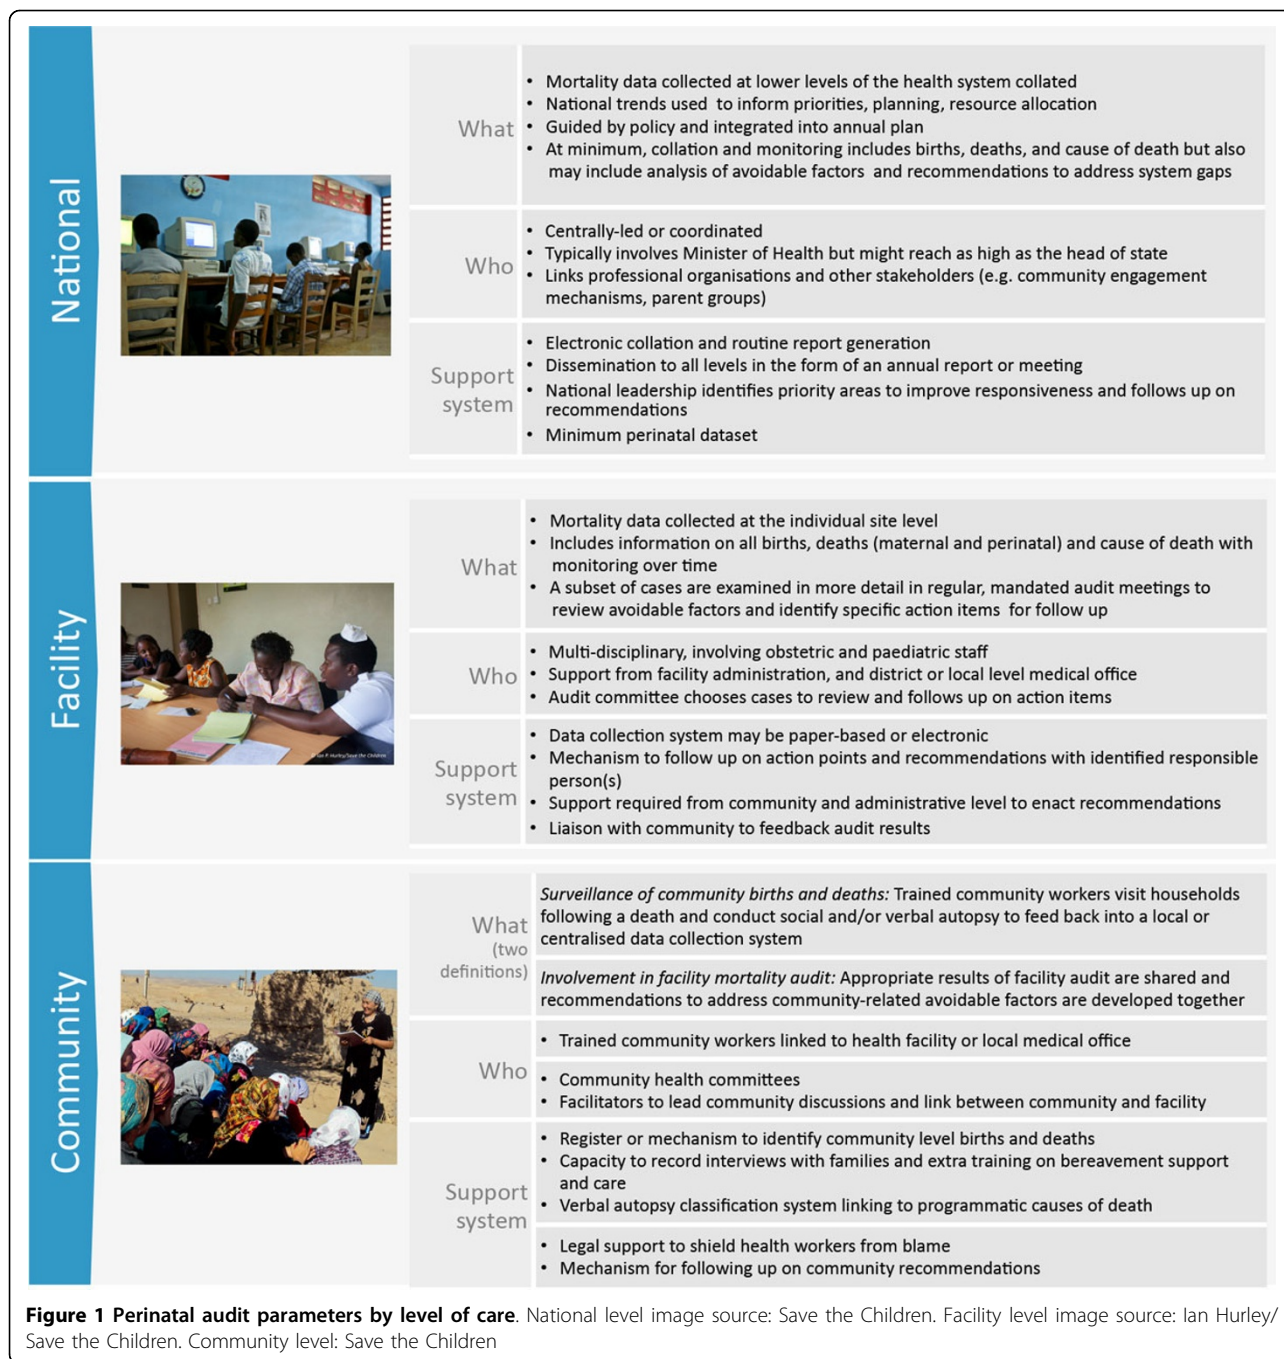 National
What
• Mortality data collected at lower levels of the health system collated
• National trends used to inform priorities, planning, resource allocation
• Guided by policy and integrated into annual plan
• At minimum, collation and monitoring includes births, deaths, and cause of death but also
may include analysis of avoidable factors and recommendations to address system gaps
Who
• Centrally-led or coordinated
• Typically involves Minister of Health but might reach as high as the head of state
• Links professional organisations and other stakeholders (e.g. community engagement
mechanisms, parent groups)
Support
system
• Electronic collation and routine report generation
• Dissemination to all levels in the form of an annual report or meeting
• National leadership identifies priority areas to improve responsiveness and follows up on
recommendations
• Minimum perinatal dataset
Facility
© Ian P. Hurley/Save the Children
What
• Mortality data collected at the individual site level
• Includes information on all births, deaths (maternal and perinatal) and cause of death with
monitoring over time
• A subset of cases are examined in more detail in regular, mandated audit meetings to
review avoidable factors and identify specific action items for follow up
Who
• Multi-disciplinary, involving obstetric and paediatric staff
• Support from facility administration, and district or local level medical office
• Audit committee chooses cases to review and follows up on action items
Support
system
• Data collection system may be paper-based or electronic
• Mechanism to follow up on action points and recommendations with identified responsible
person(s)
• Support required from community and administrative level to enact recommendations
• Liaison with community to feedback audit results
Community
What
(two
definitions)
Surveillance of community births and deaths: Trained community workers visit households
following a death and conduct social and/or verbal autopsy to feed back into a local or
centralised data collection system
Involvement in facility mortality audit: Appropriate results of facility audit are shared and
recommendations to address community-related avoidable factors are developed together
Who
• Trained community workers linked to health facility or local medical office
• Community health committees
• Facilitators to lead community discussions and link between community and facility
Support
system
• Register or mechanism to identify community level births and deaths
• Capacity to record interviews with families and extra training on bereavement support
and care
• Verbal autopsy classification system linking to programmatic causes of death
• Legal support to shield health workers from blame
• Mechanism for following up on community recommendations
Figure 1 Perinatal audit parameters by level of care. National level image source: Save the Children. Facility level image source: Ian Hurley/
Save the Children. Community level: Save the Children